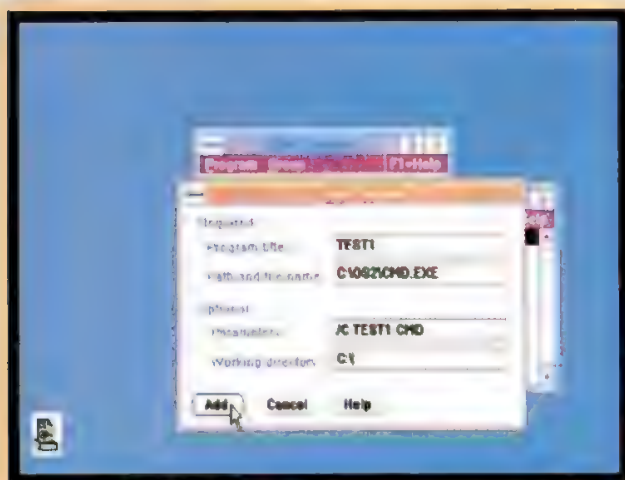 Program F1=Help
Required
Program title TEST1
Path and file name C:\OS2\CMD.EXE
Optional
Parameters /C TEST1 CMD
Working directory C:\
Add Cancel Help